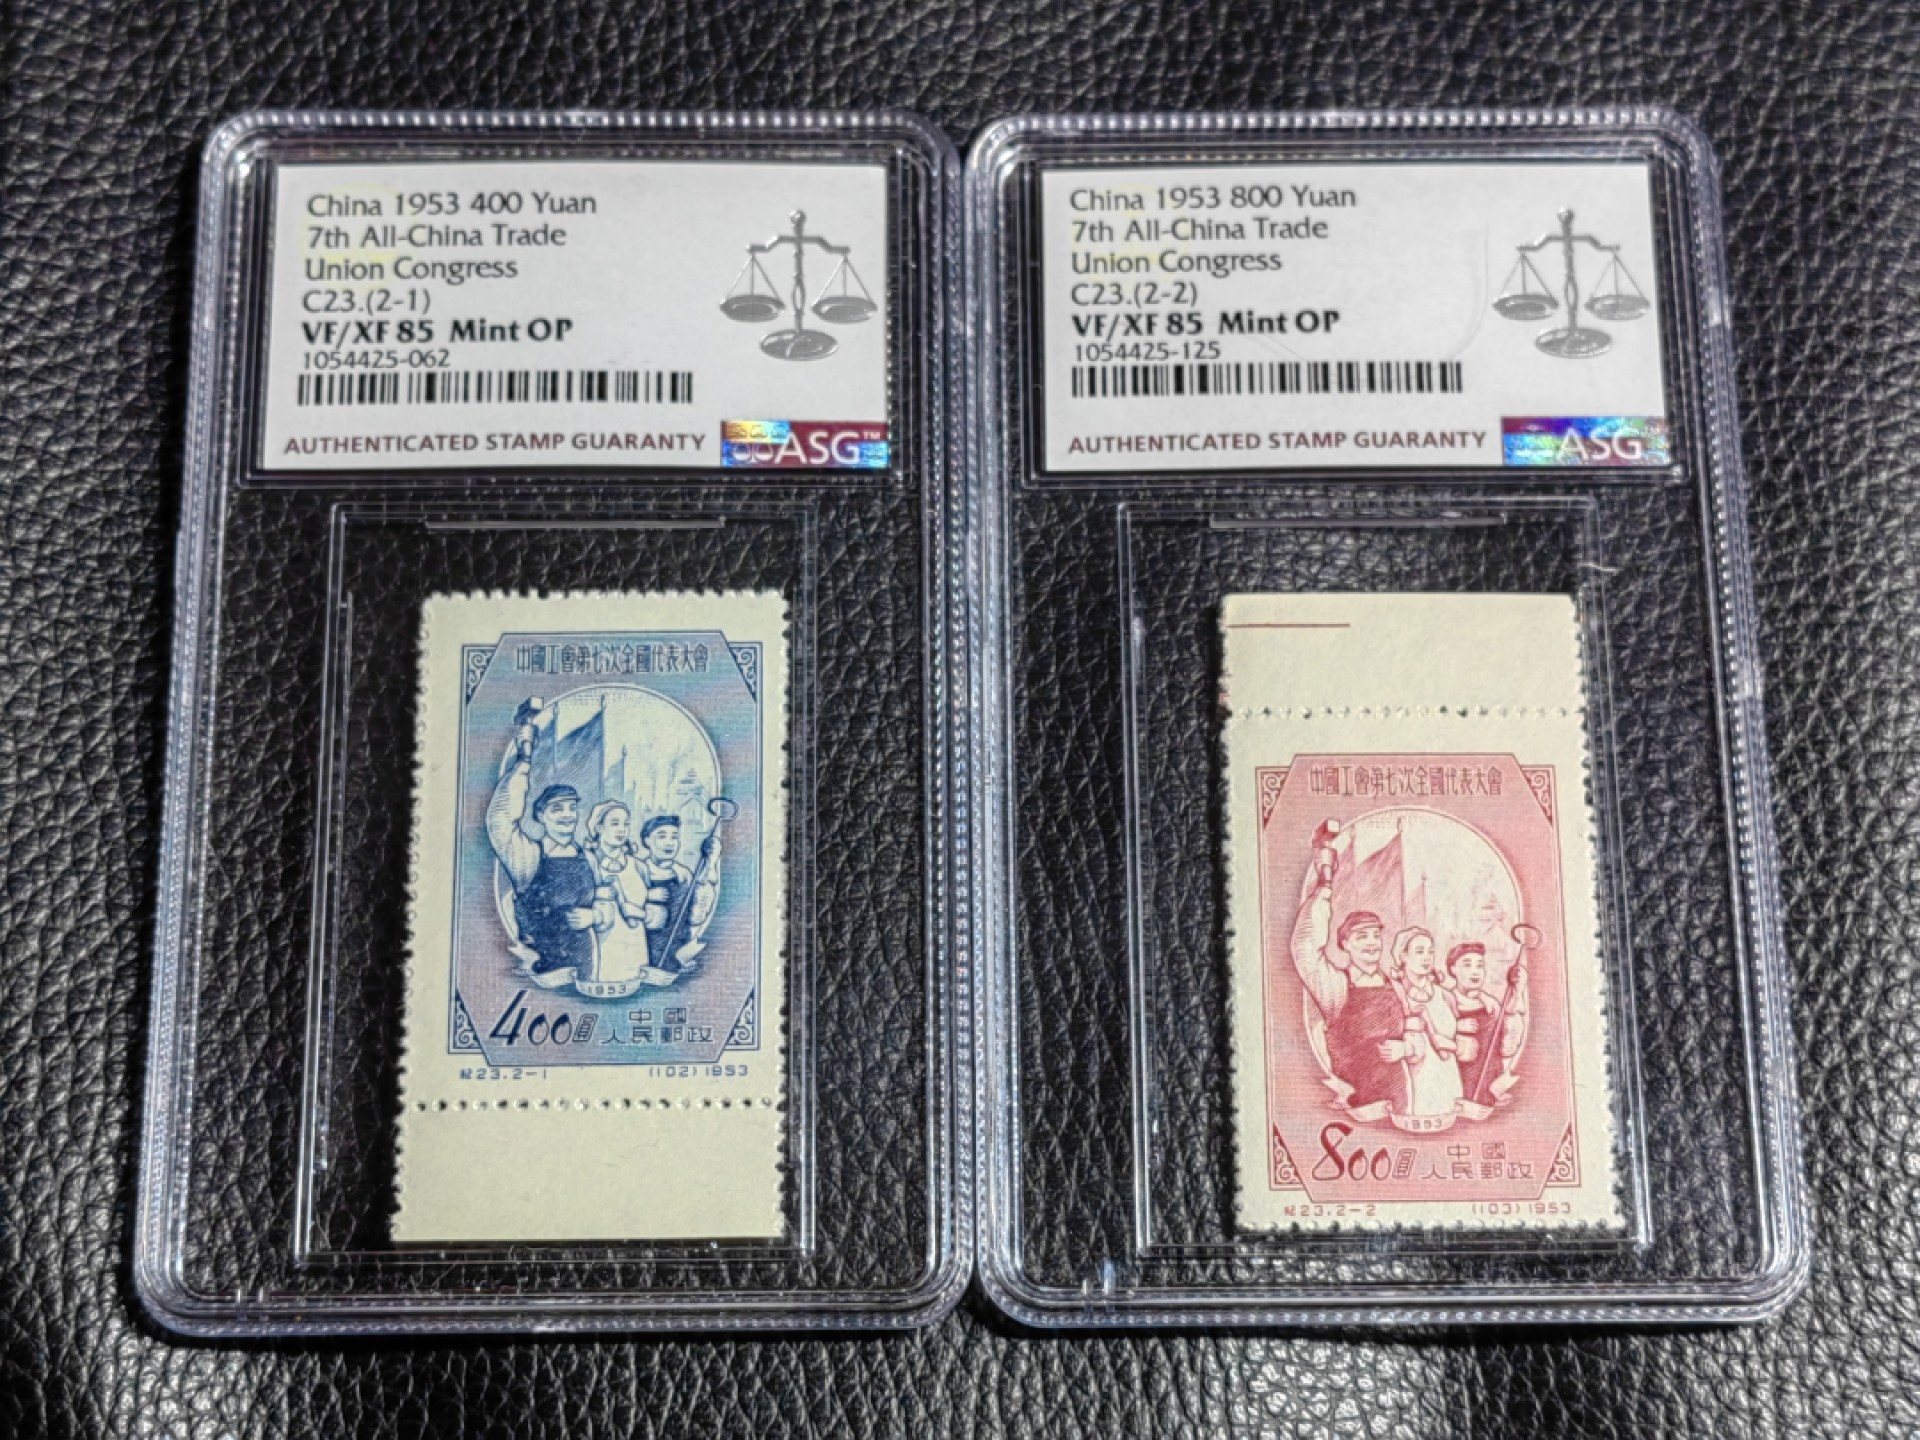 China 1953 400 Yuan
7th All-China Trade
Union Congress
C23.(2-1)
VF/XF 85 Mint OP
1054425-062
AUTHENTICATED STAMP GUARANTY
ASG™
中國工會第七次全國代表大會
1953
400圓
中國
人民郵政
紀23.2-1 (102)1953
China 1953 800 Yuan
7th All-China Trade
Union Congress
C23.(2-2)
VF/XF 85 Mint OP
1054425-125
AUTHENTICATED STAMP GUARANTY
ASG
中國工會第七次全國代表大會
1953
800圓
中國
人民郵政
紀23.2-2 (103)1953